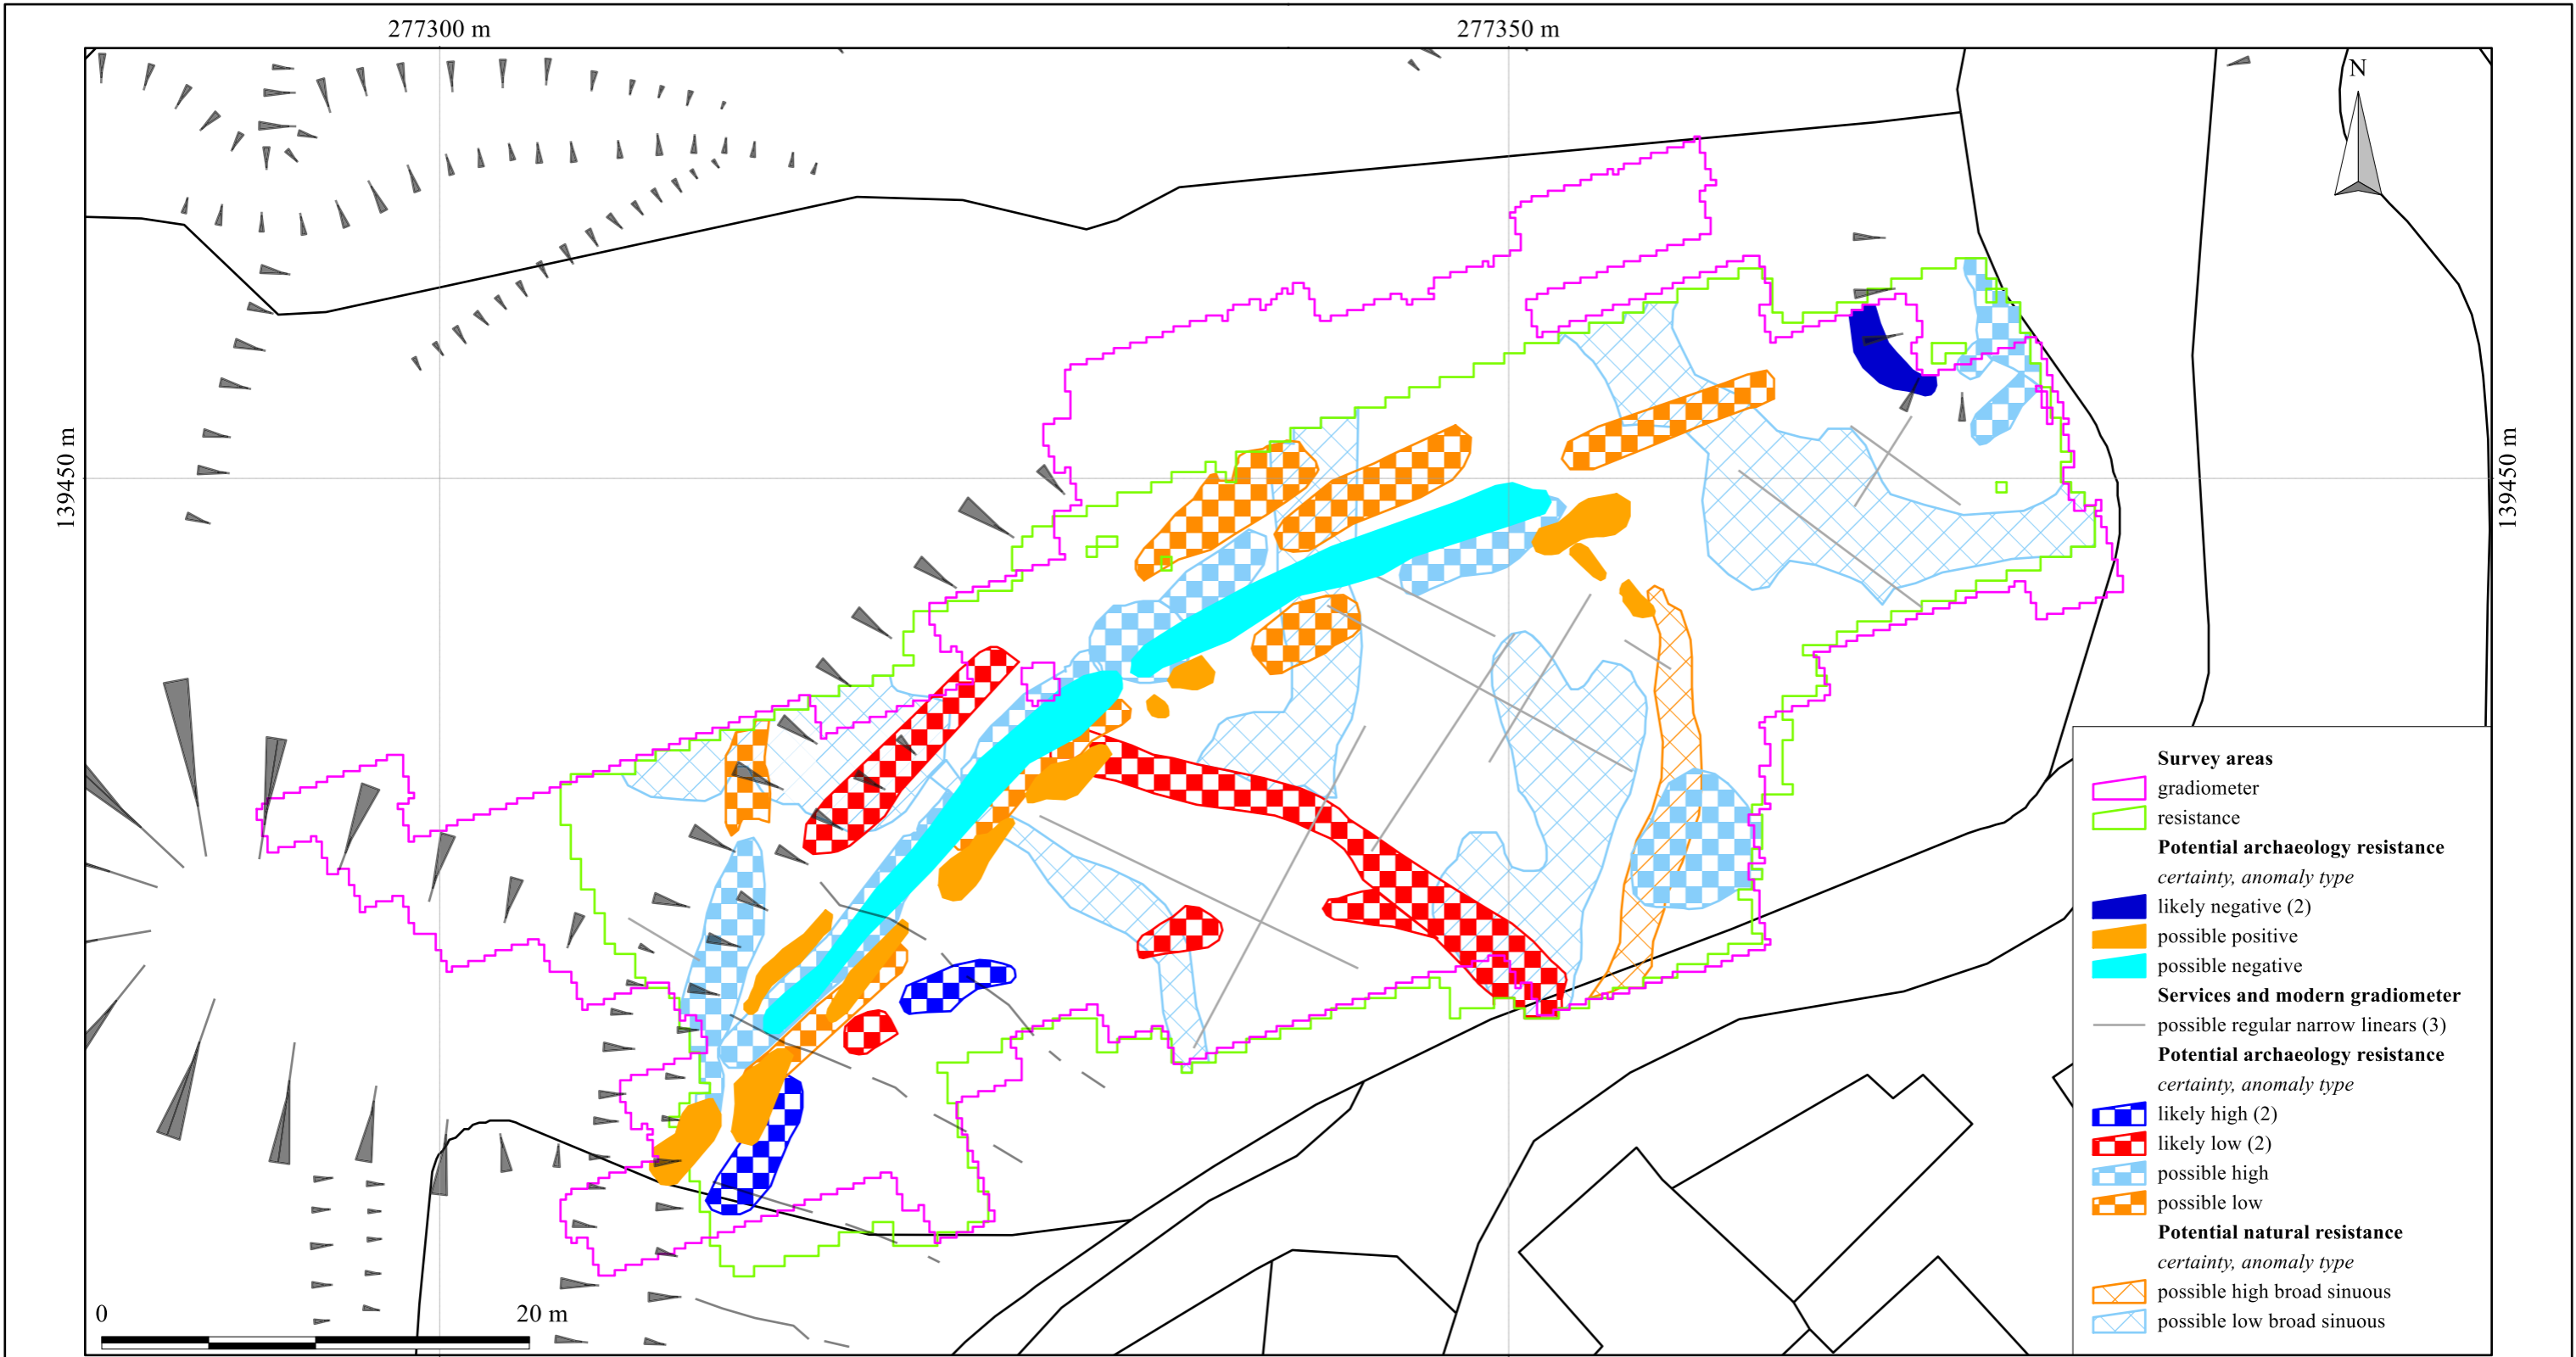 277300 m
277350 m
N
139450 m
139450 m
Survey areas
gradiometer
resistance
Potential archaeology resistance
certainty, anomaly type
likely negative (2)
possible positive
possible negative
Services and modern gradiometer
possible regular narrow linears (3)
Potential archaeology resistance
certainty, anomaly type
likely high (2)
likely low (2)
possible high
possible low
Potential natural resistance
certainty, anomaly type
possible high broad sinuous
possible low broad sinuous
0
20 m